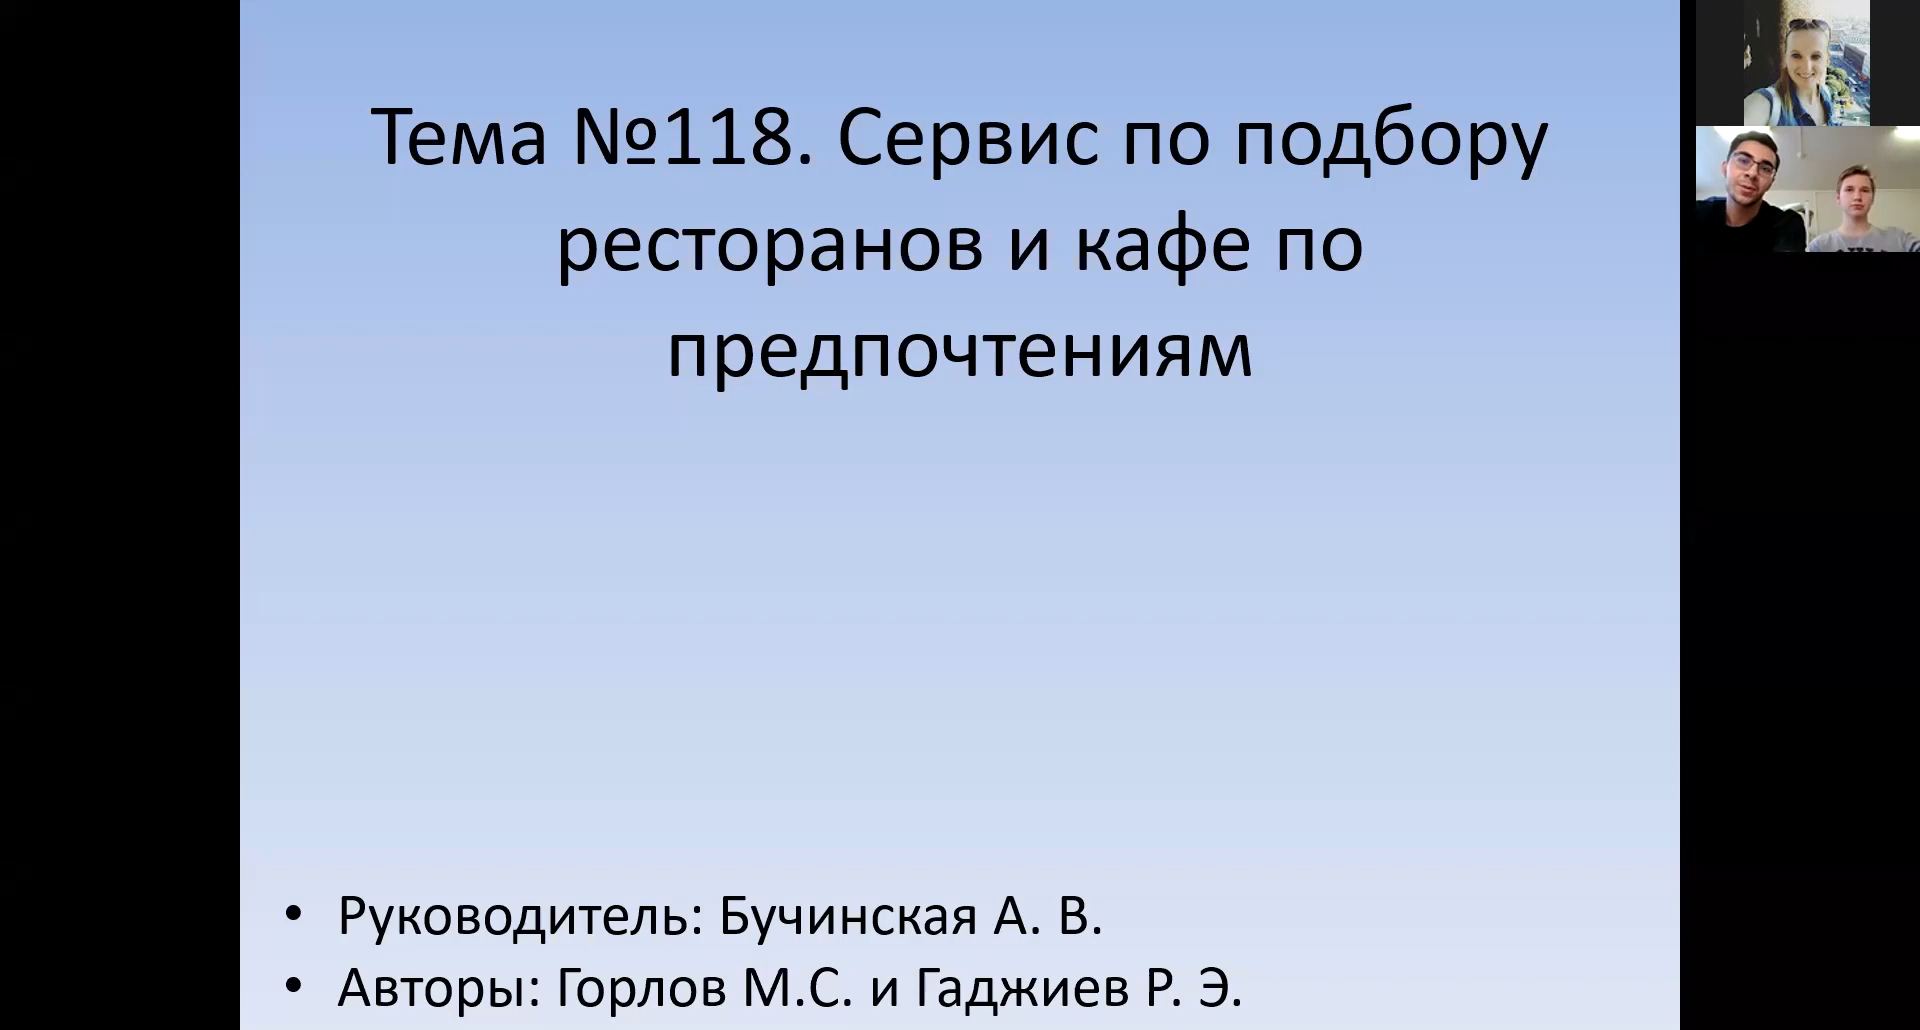 Тема №118. Сервис по подбору
ресторанов и кафе по
предпочтениям
• Руководитель: Бучинская А. В.
• Авторы: Горлов М.С. и Гаджиев Р. Э.